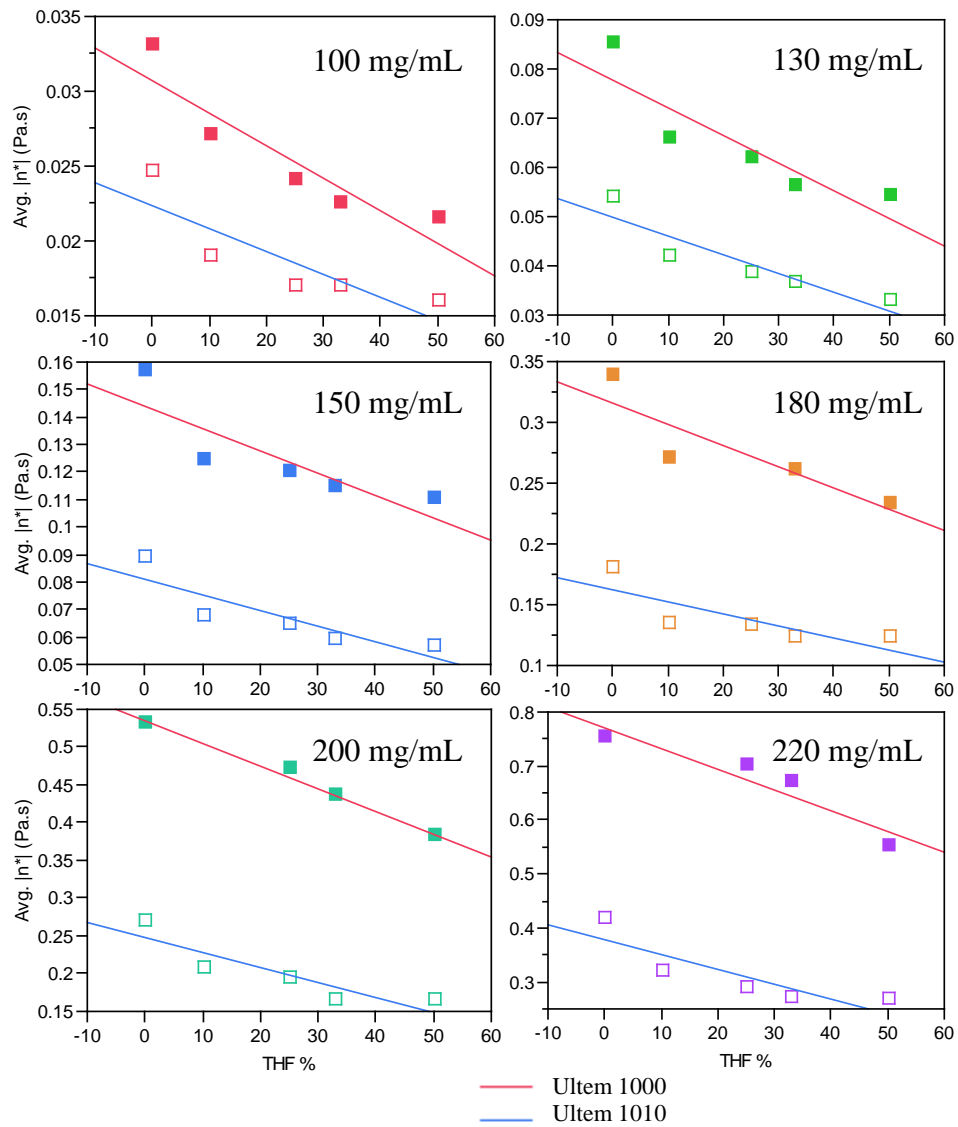 100 mg/mL
Avg. |n*| (Pa.s)
0.035
0.03
0.025
0.02
0.015
-10 0 10 20 30 40 50 60
130 mg/mL
0.09
0.08
0.07
0.06
0.05
0.04
0.03
-10 0 10 20 30 40 50 60
150 mg/mL
Avg. |n*| (Pa.s)
0.16
0.15
0.14
0.13
0.12
0.11
0.1
0.09
0.08
0.07
0.06
0.05
-10 0 10 20 30 40 50 60
180 mg/mL
0.35
0.3
0.25
0.2
0.15
0.1
-10 0 10 20 30 40 50 60
200 mg/mL
Avg. |n*| (Pa.s)
0.55
0.5
0.45
0.4
0.35
0.3
0.25
0.2
0.15
-10 0 10 20 30 40 50 60
THF %
220 mg/mL
0.8
0.7
0.6
0.5
0.4
0.3
-10 0 10 20 30 40 50 60
THF %
Ultem 1000
Ultem 1010